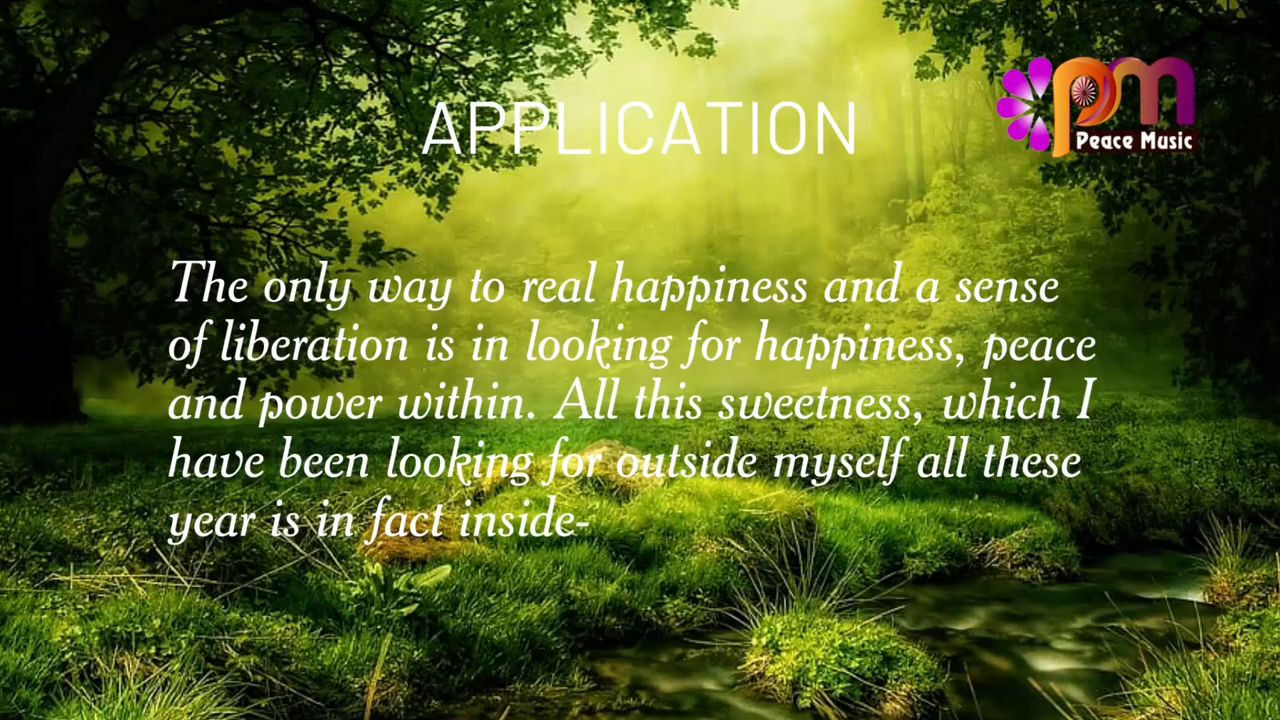 APPLICATION
pm
Peace Music
The only way to real happiness and a sense
of liberation is in looking for happiness, peace
and power within. All this sweetness, which I
have been looking for outside myself all these
year is in fact inside-